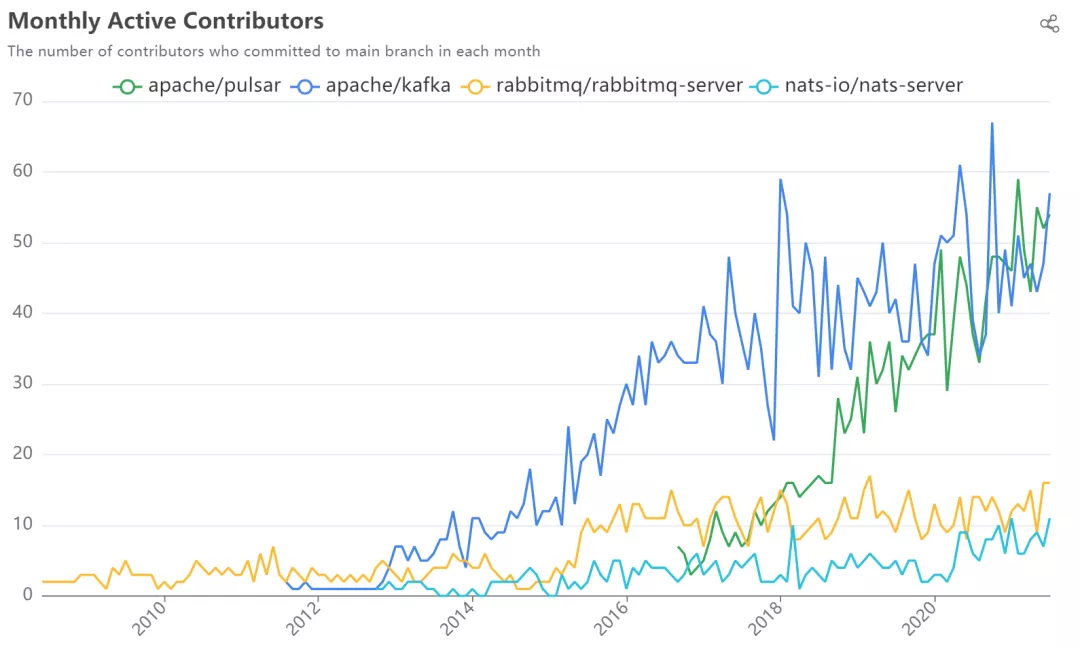 Monthly Active Contributors
The number of contributors who committed to main branch in each month
apache/pulsar apache/kafka rabbitmq/rabbitmq-server nats-io/nats-server
70
60
50
40
30
20
10
0
2010 2012 2014 2016 2018 2020